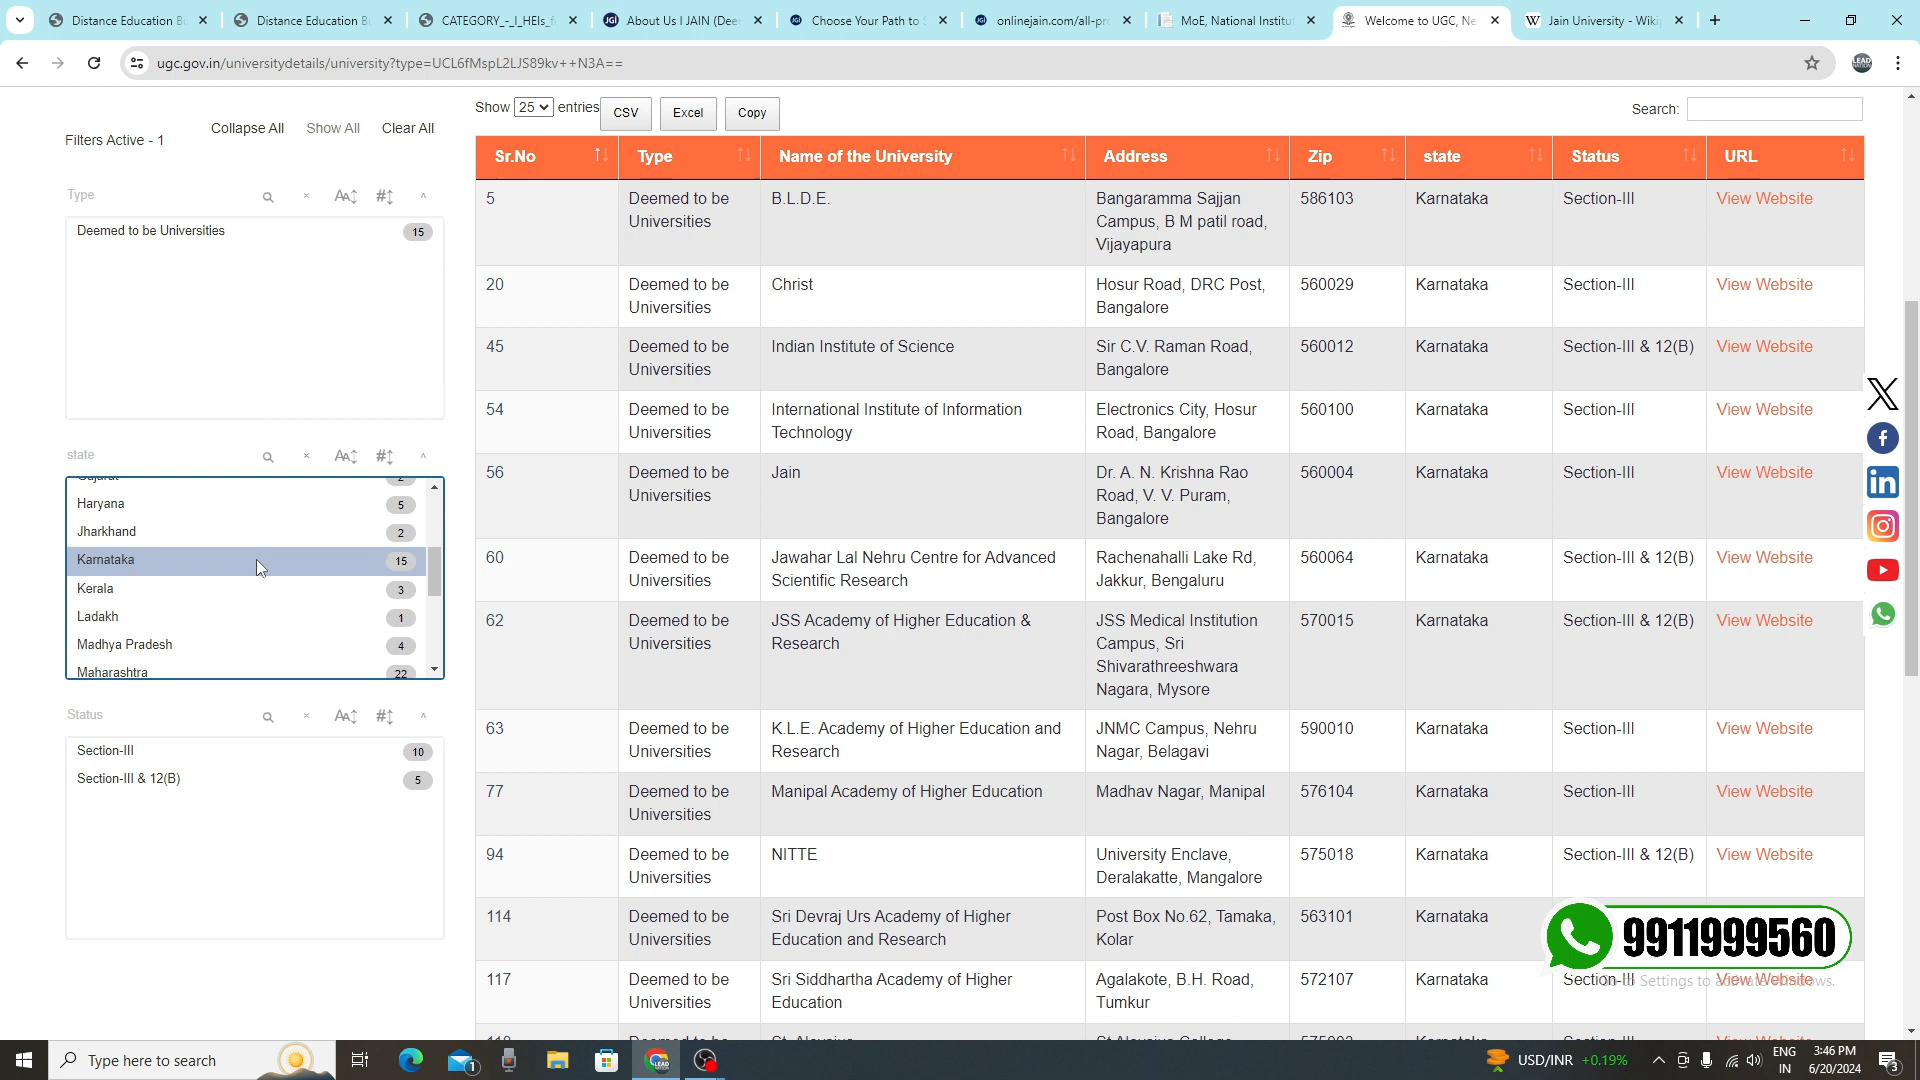 Distance Education B
Distance Education B
CATEGORY_-_I_HEIs_f
About Us I JAIN (Dee
Choose Your Path to S
onlinejain.com/all-pr
MoE, National Institu
Welcome to UGC, Ne
Jain University - Wiki
ugc.gov.in/universitydetails/university?type=UCL6fMspL2LJS89kv++N3A==
Filters Active - 1
Collapse All Show All Clear All
Type
Deemed to be Universities 15
state
Gujarat 2
Haryana 5
Jharkhand 2
Karnataka 15
Kerala 3
Ladakh 1
Madhya Pradesh 4
Maharashtra 22
Status
Section-III 10
Section-III & 12(B) 5
Show 25 entries CSV Excel Copy Search:
Sr.No Type Name of the University Address Zip state Status URL
5 Deemed to be B.L.D.E. Bangaramma Sajjan 586103 Karnataka Section-III View Website
Universities Campus, B M patil road,
Vijayapura
20 Deemed to be Christ Hosur Road, DRC Post, 560029 Karnataka Section-III View Website
Universities Bangalore
45 Deemed to be Indian Institute of Science Sir C.V. Raman Road, 560012 Karnataka Section-III & 12(B) View Website
Universities Bangalore
54 Deemed to be International Institute of Information Electronics City, Hosur 560100 Karnataka Section-III View Website
Universities Technology Road, Bangalore
56 Deemed to be Jain Dr. A. N. Krishna Rao 560004 Karnataka Section-III View Website
Universities Road, V. V. Puram,
Bangalore
60 Deemed to be Jawahar Lal Nehru Centre for Advanced Rachenahalli Lake Rd, 560064 Karnataka Section-III & 12(B) View Website
Universities Scientific Research Jakkur, Bengaluru
62 Deemed to be JSS Academy of Higher Education & JSS Medical Institution 570015 Karnataka Section-III & 12(B) View Website
Universities Research Campus, Sri
Shivarathreeshwara
Nagara, Mysore
63 Deemed to be K.L.E. Academy of Higher Education and JNMC Campus, Nehru 590010 Karnataka Section-III View Website
Universities Research Nagar, Belagavi
77 Deemed to be Manipal Academy of Higher Education Madhav Nagar, Manipal 576104 Karnataka Section-III View Website
Universities
94 Deemed to be NITTE University Enclave, 575018 Karnataka Section-III & 12(B) View Website
Universities Deralakatte, Mangalore
114 Deemed to be Sri Devraj Urs Academy of Higher Post Box No.62, Tamaka, 563101 Karnataka
Universities Education and Research Kolar
9911999560
117 Deemed to be Sri Siddhartha Academy of Higher Agalakote, B.H. Road, 572107 Karnataka Section-III View Website
Universities Education Tumkur
Type here to search
USD/INR +0.19%
ENG
IN
3:46 PM
6/20/2024